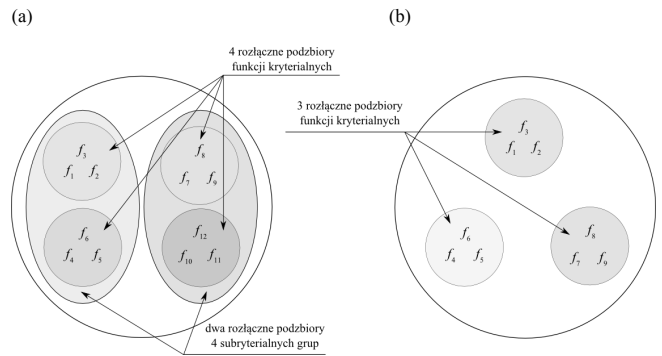 (a)
(b)
4 rozłączne podzbiory
funkcji kryterialnych
3 rozłączne podzbiory
funkcji kryterialnych
f3
f1 f2
f8
f7 f9
f6
f4 f5
f12
f10 f11
f3
f1 f2
f6
f4 f5
f8
f7 f9
dwa rozłączne podzbiory
4 subryterialnych grup